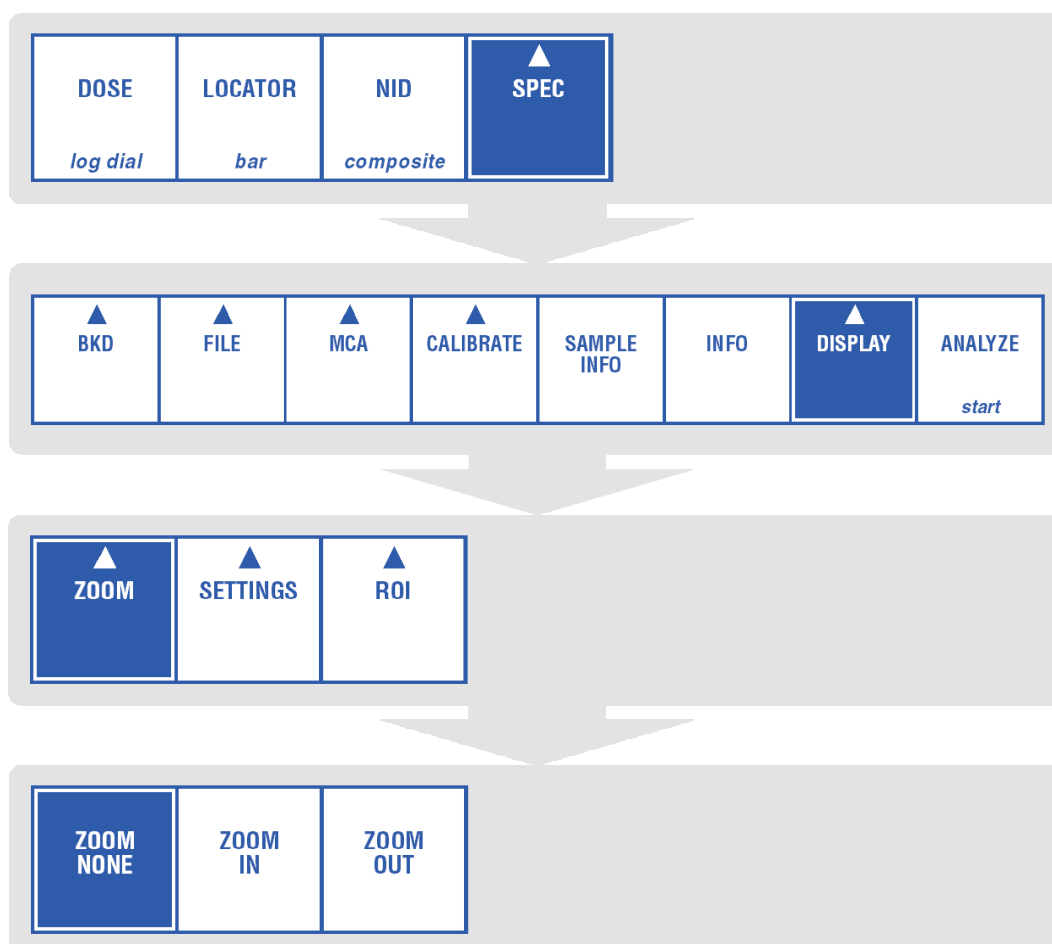 DOSE
log dial
LOCATOR
bar
NID
composite
SPEC
BKD
FILE
MCA
CALIBRATE
SAMPLE
INFO
INFO
DISPLAY
ANALYZE
start
ZOOM
SETTINGS
ROI
ZOOM
NONE
ZOOM
IN
ZOOM
OUT